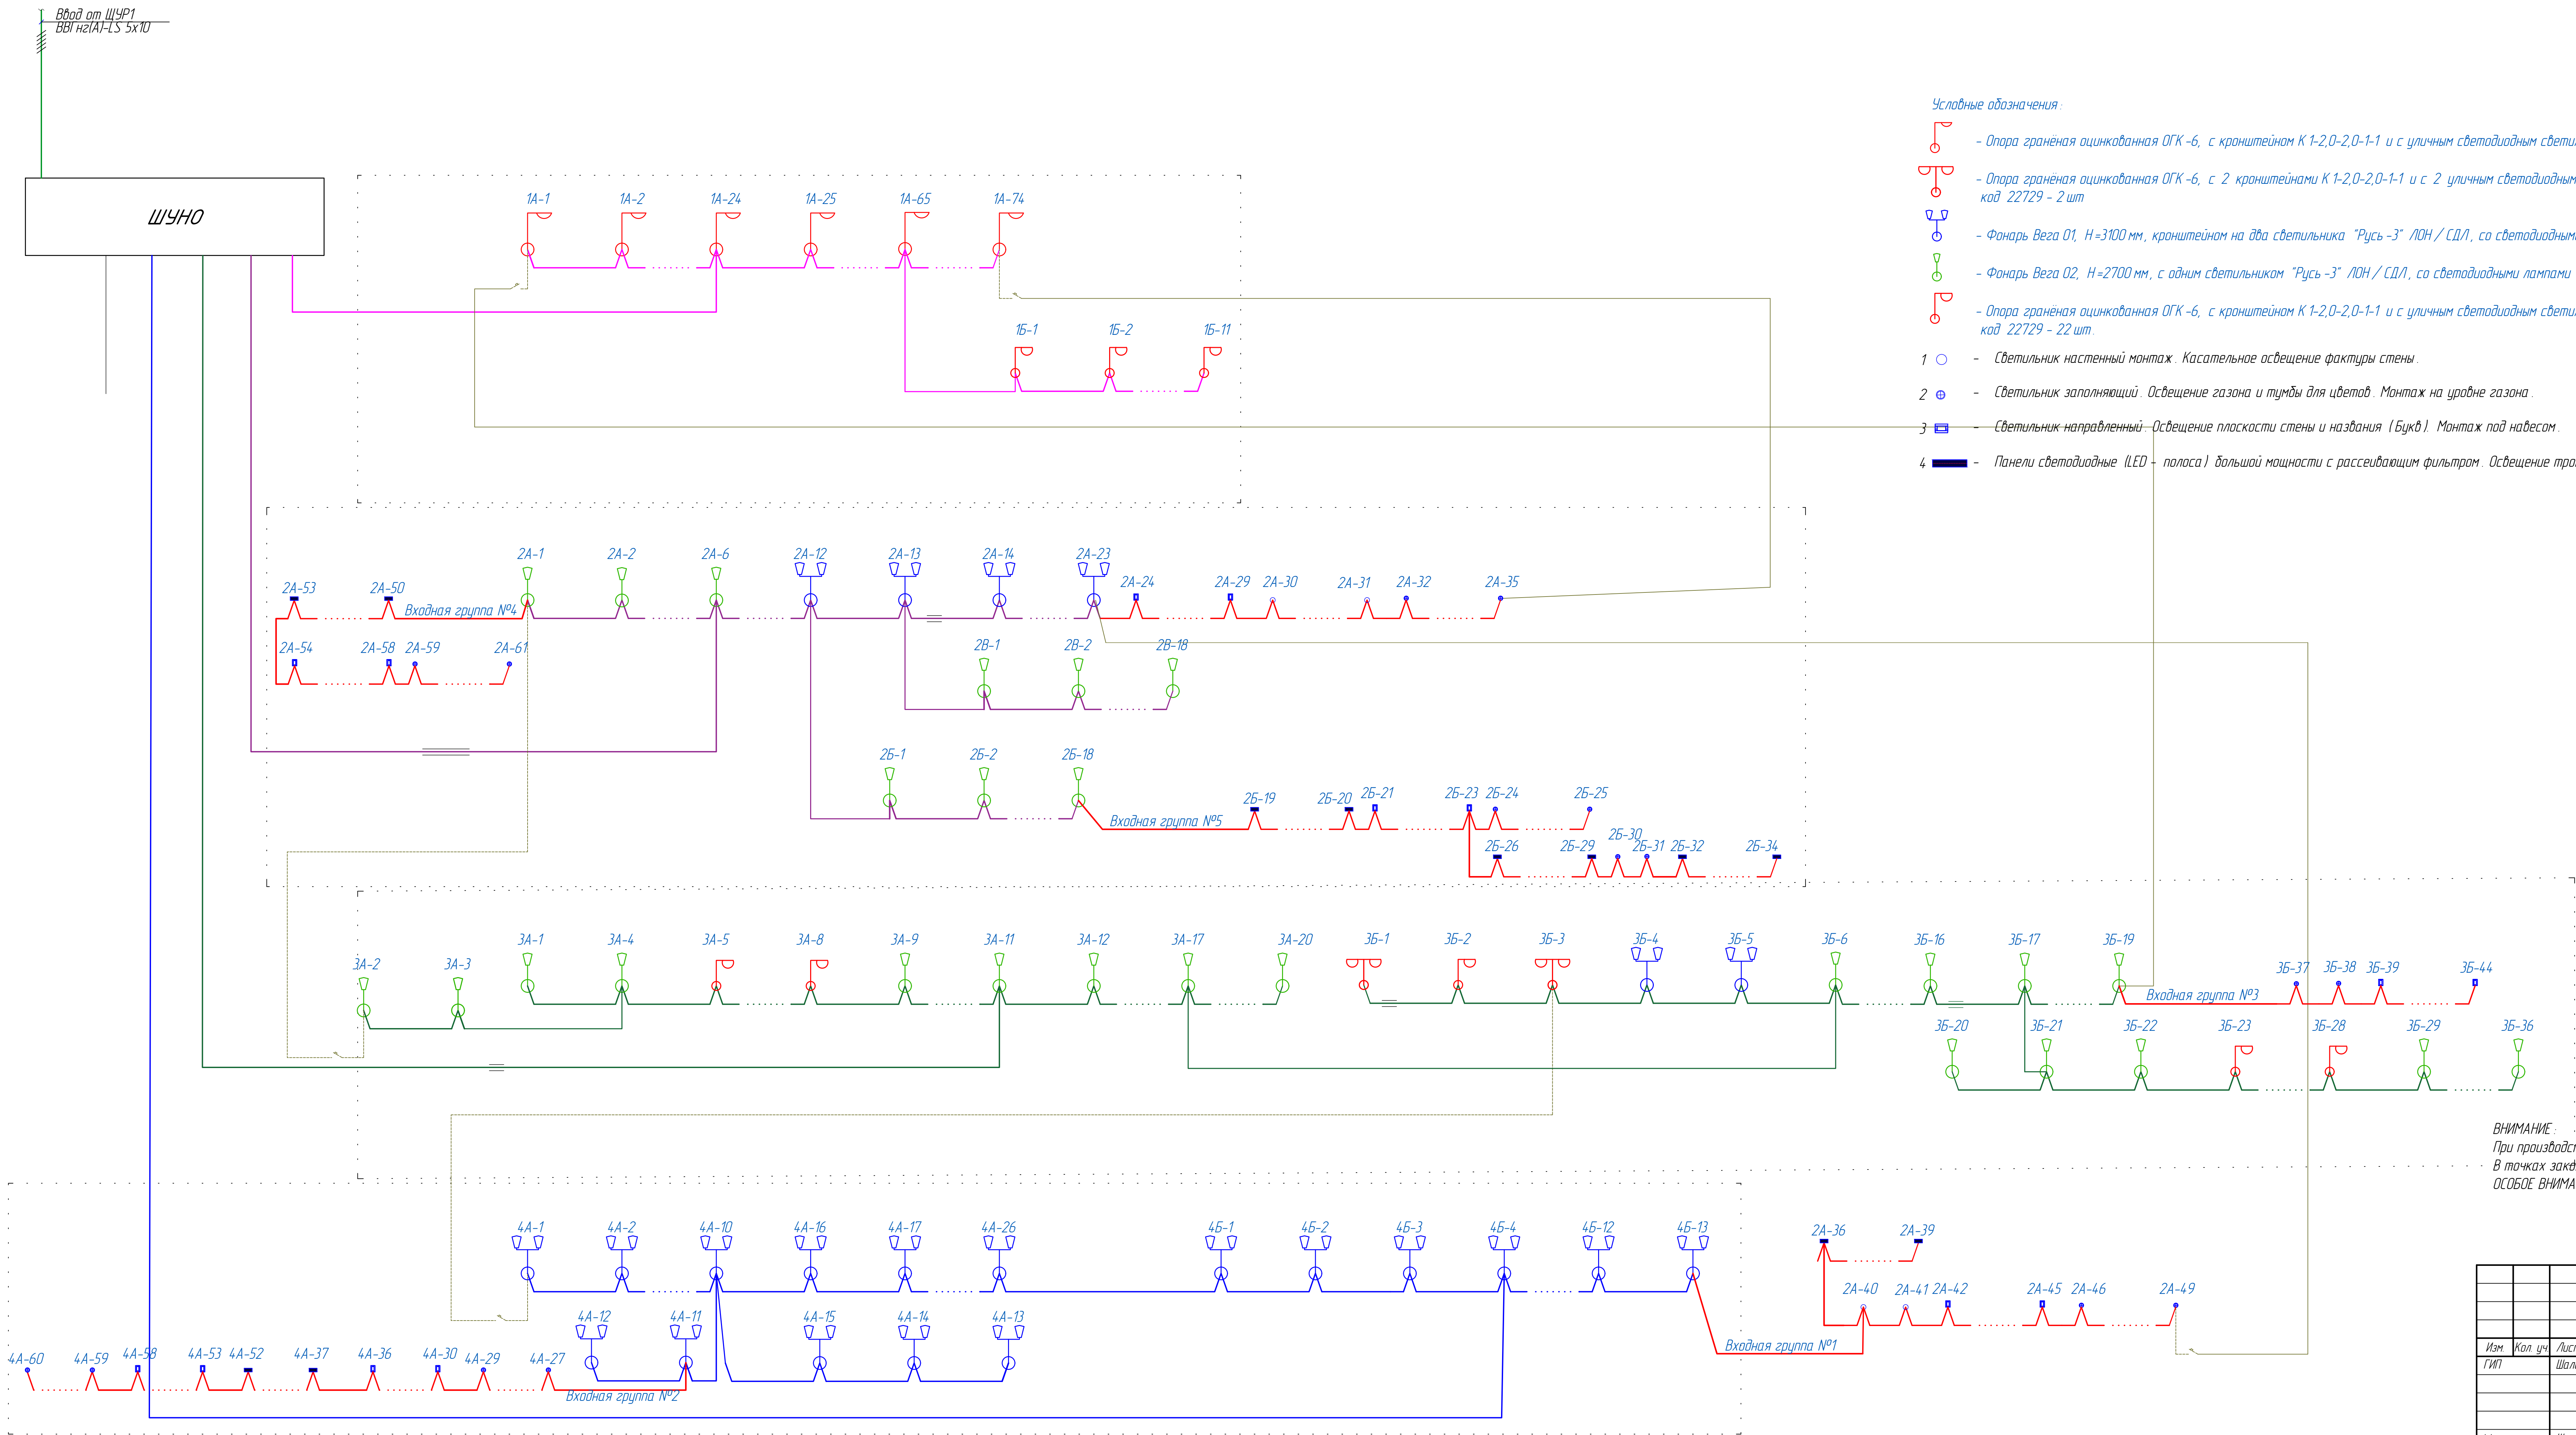 Ввод от ЩУР1
ВВГнг(А)-LS 5х10
ШУНО
Условные обозначения :
- Опора гранёная оцинкованная ОГК -6, с кронштейном К 1-2,0-2,0-1-1 и с уличным светодиодным
- Опора гранёная оцинкованная ОГК -6, с 2 кронштейнами К 1-2,0-2,0-1-1 и с 2 уличным светодиодным
код 22729 - 2 шт
- Фонарь Вега 01, Н =3100 мм , кронштейном на два светильника "Русь -3" ЛОН / СДЛ , со светодиодным
- Фонарь Вега 02, Н =2700 мм , с одним светильником "Русь -3" ЛОН / СДЛ , со светодиодными лампами
- Опора гранёная оцинкованная ОГК -6, с кронштейном К 1-2,0-2,0-1-1 и с уличным светодиодным
код 22729 - 22 шт .
1 - Светильник настенный монтаж . Касательное освещение фактуры стены .
2 - Светильник заполняющий . Освещение газона и тумбы для цветов . Монтаж на уровне газона .
3 - Светильник направленный . Освещение плоскости стены и названия (Букв ). Монтаж под навесом .
4 - Панели светодиодные (LED - полоса ) большой мощности с рассеивающим фильтром . Освещение
1А-1 1А-2 1А-24 1А-25 1А-65 1А-74
1Б-1 1Б-2 1Б-11
2А-1 2А-2 2А-6 2А-12 2А-13 2А-14 2А-23
2А-53 2А-50 2А-24 2А-29 2А-30 2А-31 2А-32 2А-35
Входная группа №4
2А-54 2А-58 2А-59 2А-61 2В-1 2В-2 2В-18
2Б-1 2Б-2 2Б-18
2Б-19 2Б-20 2Б-21 2Б-23 2Б-24 2Б-25
Входная группа №5
2Б-30
2Б-26 2Б-29 2Б-31 2Б-32 2Б-34
3А-1 3А-4 3А-5 3А-8 3А-9 3А-11 3А-12 3А-17 3А-20 3Б-1 3Б-2 3Б-3 3Б-4 3Б-5 3Б-6 3Б-16 3Б-17 3Б-19
3А-2 3А-3 3Б-37 3Б-38 3Б-39 3Б-44
Входная группа №3
3Б-20 3Б-21 3Б-22 3Б-23 3Б-28 3Б-29 3Б-36
ВНИМАНИЕ :
При
В точках
ОСОБОЕ
4А-1 4А-2 4А-10 4А-16 4А-17 4А-26 4Б-1 4Б-2 4Б-3 4Б-4 4Б-12 4Б-13 2А-36 2А-39
2А-40 2А-41 2А-42 2А-45 2А-46 2А-49
4А-12 4А-11 4А-15 4А-14 4А-13
Входная группа №1
4А-60 4А-59 4А-58 4А-53 4А-52 4А-37 4А-36 4А-30 4А-29 4А-27
Входная группа №2
Изм. Кол. уч
ГИП